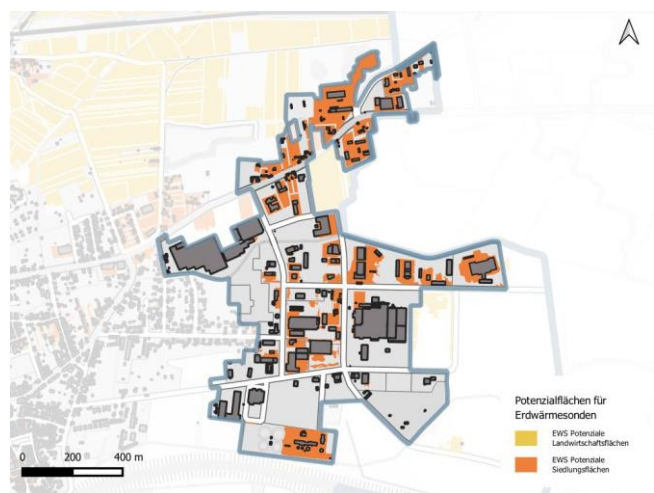 Potenzialflächen für
Erdwärmesonden
EWS Potenziale
Landwirtschaftsflächen
EWS Potenziale
Siedlungsflächen
0 200 400 m